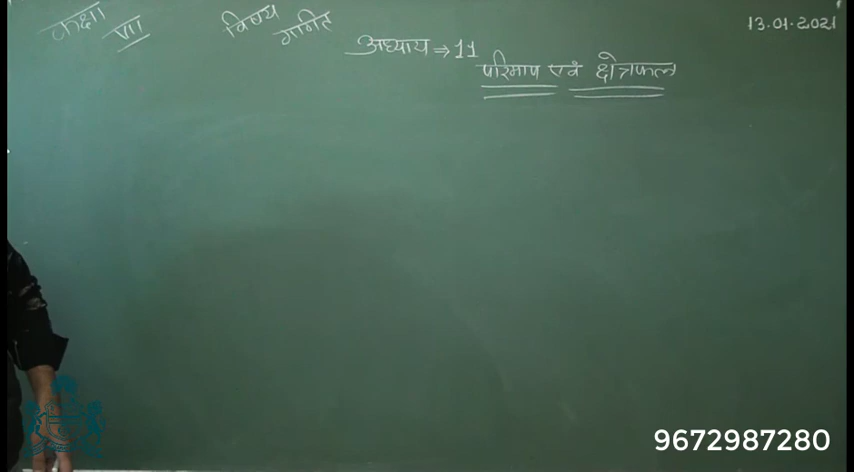 कक्षा VII विषय गणित 13.01.2021
अध्याय ⇒ 11
परिमाप एवं क्षेत्रफल
9672987280